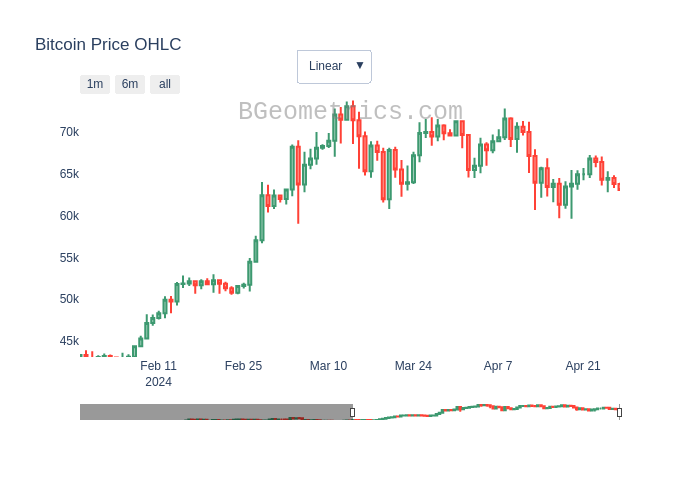 Bitcoin Price OHLC
Linear ▼
1m 6m all
BGeometrics.com
70k
65k
60k
55k
50k
45k
Feb 11 Feb 25 Mar 10 Mar 24 Apr 7 Apr 21
2024